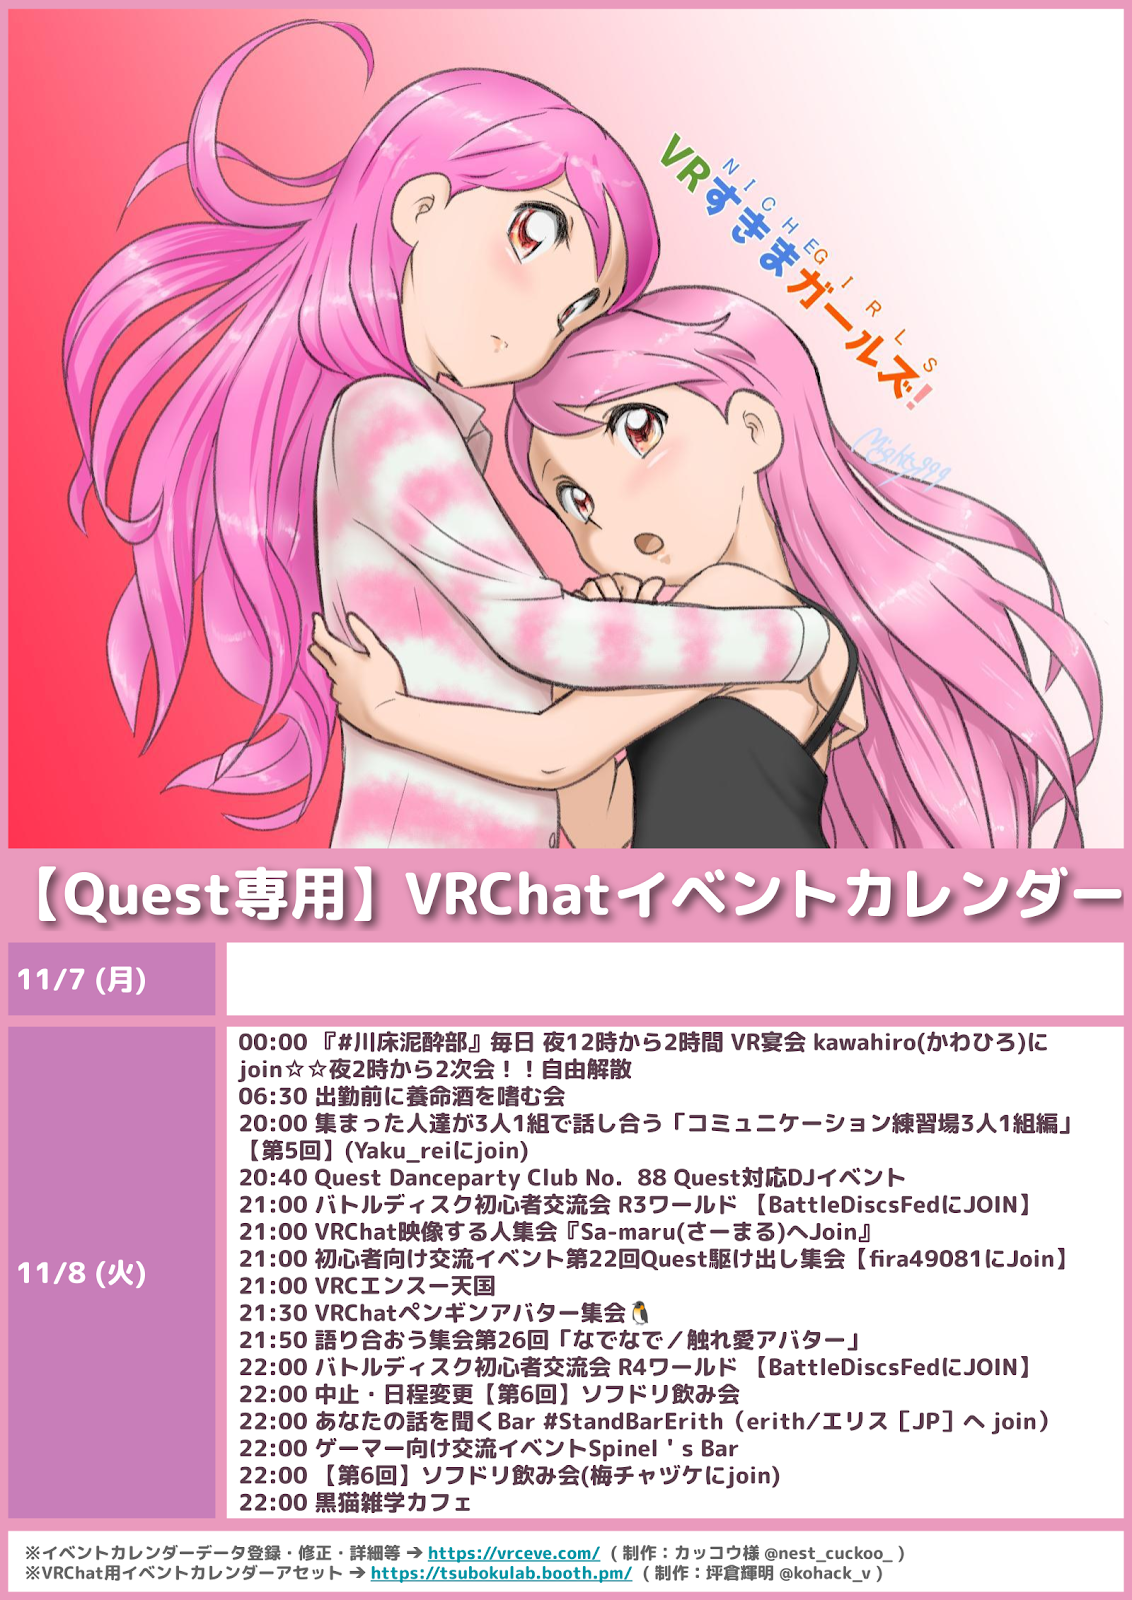 NICHE GIRLS
VRすきまガールズ!
Mighty999
【Quest専用】VRChatイベントカレンダー
11/7 (月)
11/8 (火)
00:00 『#川床泥酔部』毎日 夜12時から2時間 VR宴会 kawahiro(かわひろ)に
join☆☆夜2時から2次会！！自由解散
06:30 出勤前に養命酒を嗜む会
20:00 集まった人達が3人1組で話し合う「コミュニケーション練習場3人1組編」
【第5回】(Yaku_reiにjoin)
20:40 Quest Danceparty Club No．88 Quest対応DJイベント
21:00 バトルディスク初心者交流会 R3ワールド 【BattleDiscsFedにJOIN】
21:00 VRChat映像する人集会『Sa-maru(さーまる)へJoin』
21:00 初心者向け交流イベント第22回Quest駆け出し集会【fira49081にJoin】
21:00 VRCエンスー天国
21:30 VRChatペンギンアバター集会🐧
21:50 語り合おう集会第26回「なでなで／触れ愛アバター」
22:00 バトルディスク初心者交流会 R4ワールド 【BattleDiscsFedにJOIN】
22:00 中止・日程変更【第6回】ソフドリ飲み会
22:00 あなたの話を聞くBar #StandBarErith（erith/エリス［JP］へ join）
22:00 ゲーマー向け交流イベントSpinel＇s Bar
22:00 【第6回】ソフドリ飲み会(梅チャヅケにjoin)
22:00 黒猫雑学カフェ
※イベントカレンダーデータ登録・修正・詳細等 ➔ https://vrceve.com/ （ 制作：カッコウ様 @nest_cuckoo_ ）
※VRChat用イベントカレンダーアセット ➔ https://tsubokulab.booth.pm/ （ 制作：坪倉輝明 @kohack_v ）